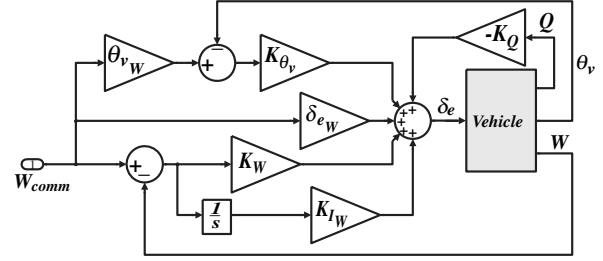 −
Q
-K_Q
θ_v
θ_{v_W}
+
K_{θ_v}
+
+
+
+
+
δ_e
Vehicle
δ_{e_W}
W
W_{comm}
+
−
K_W
1/s
K_{I_W}